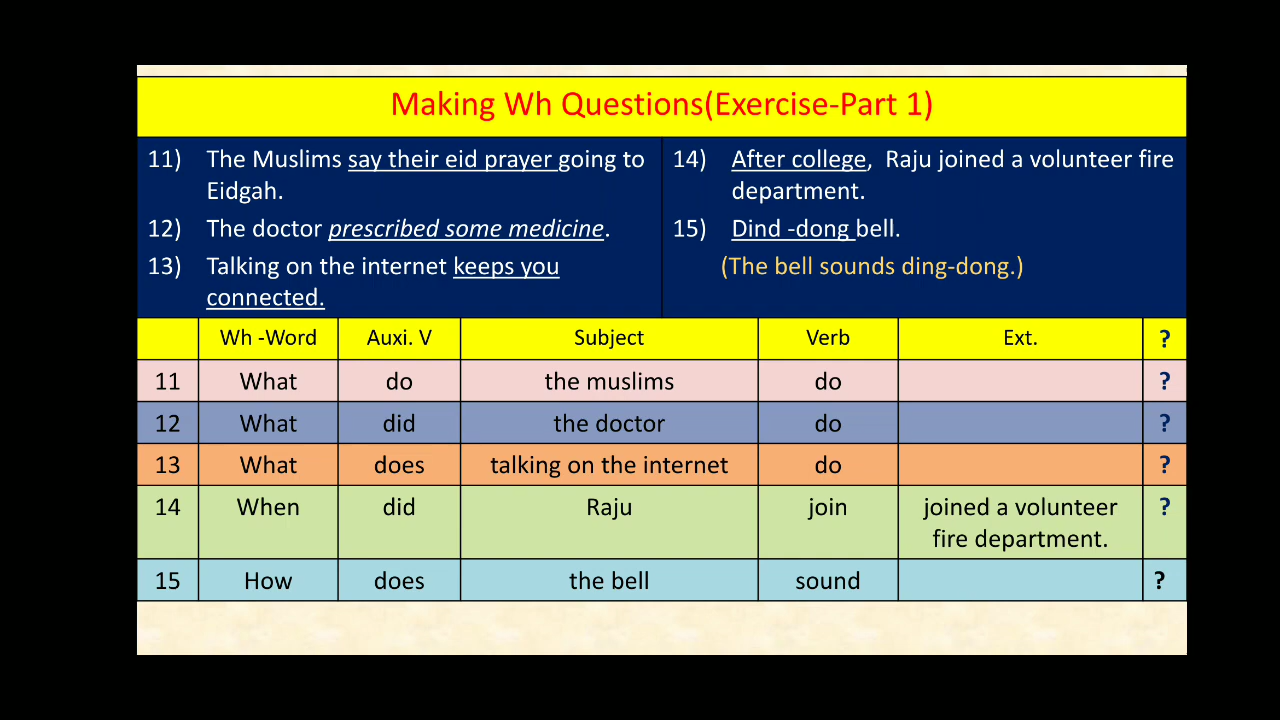 Making Wh Questions(Exercise-Part 1)
11) The Muslims say their eid prayer going to
Eidgah.
12) The doctor prescribed some medicine.
13) Talking on the internet keeps you
connected.
14) After college, Raju joined a volunteer fire
department.
15) Dind -dong bell.
(The bell sounds ding-dong.)
Wh -Word Auxi. V Subject Verb Ext. ?
11 What do the muslims do ?
12 What did the doctor do ?
13 What does talking on the internet do ?
14 When did Raju join joined a volunteer ?
fire department.
15 How does the bell sound ?